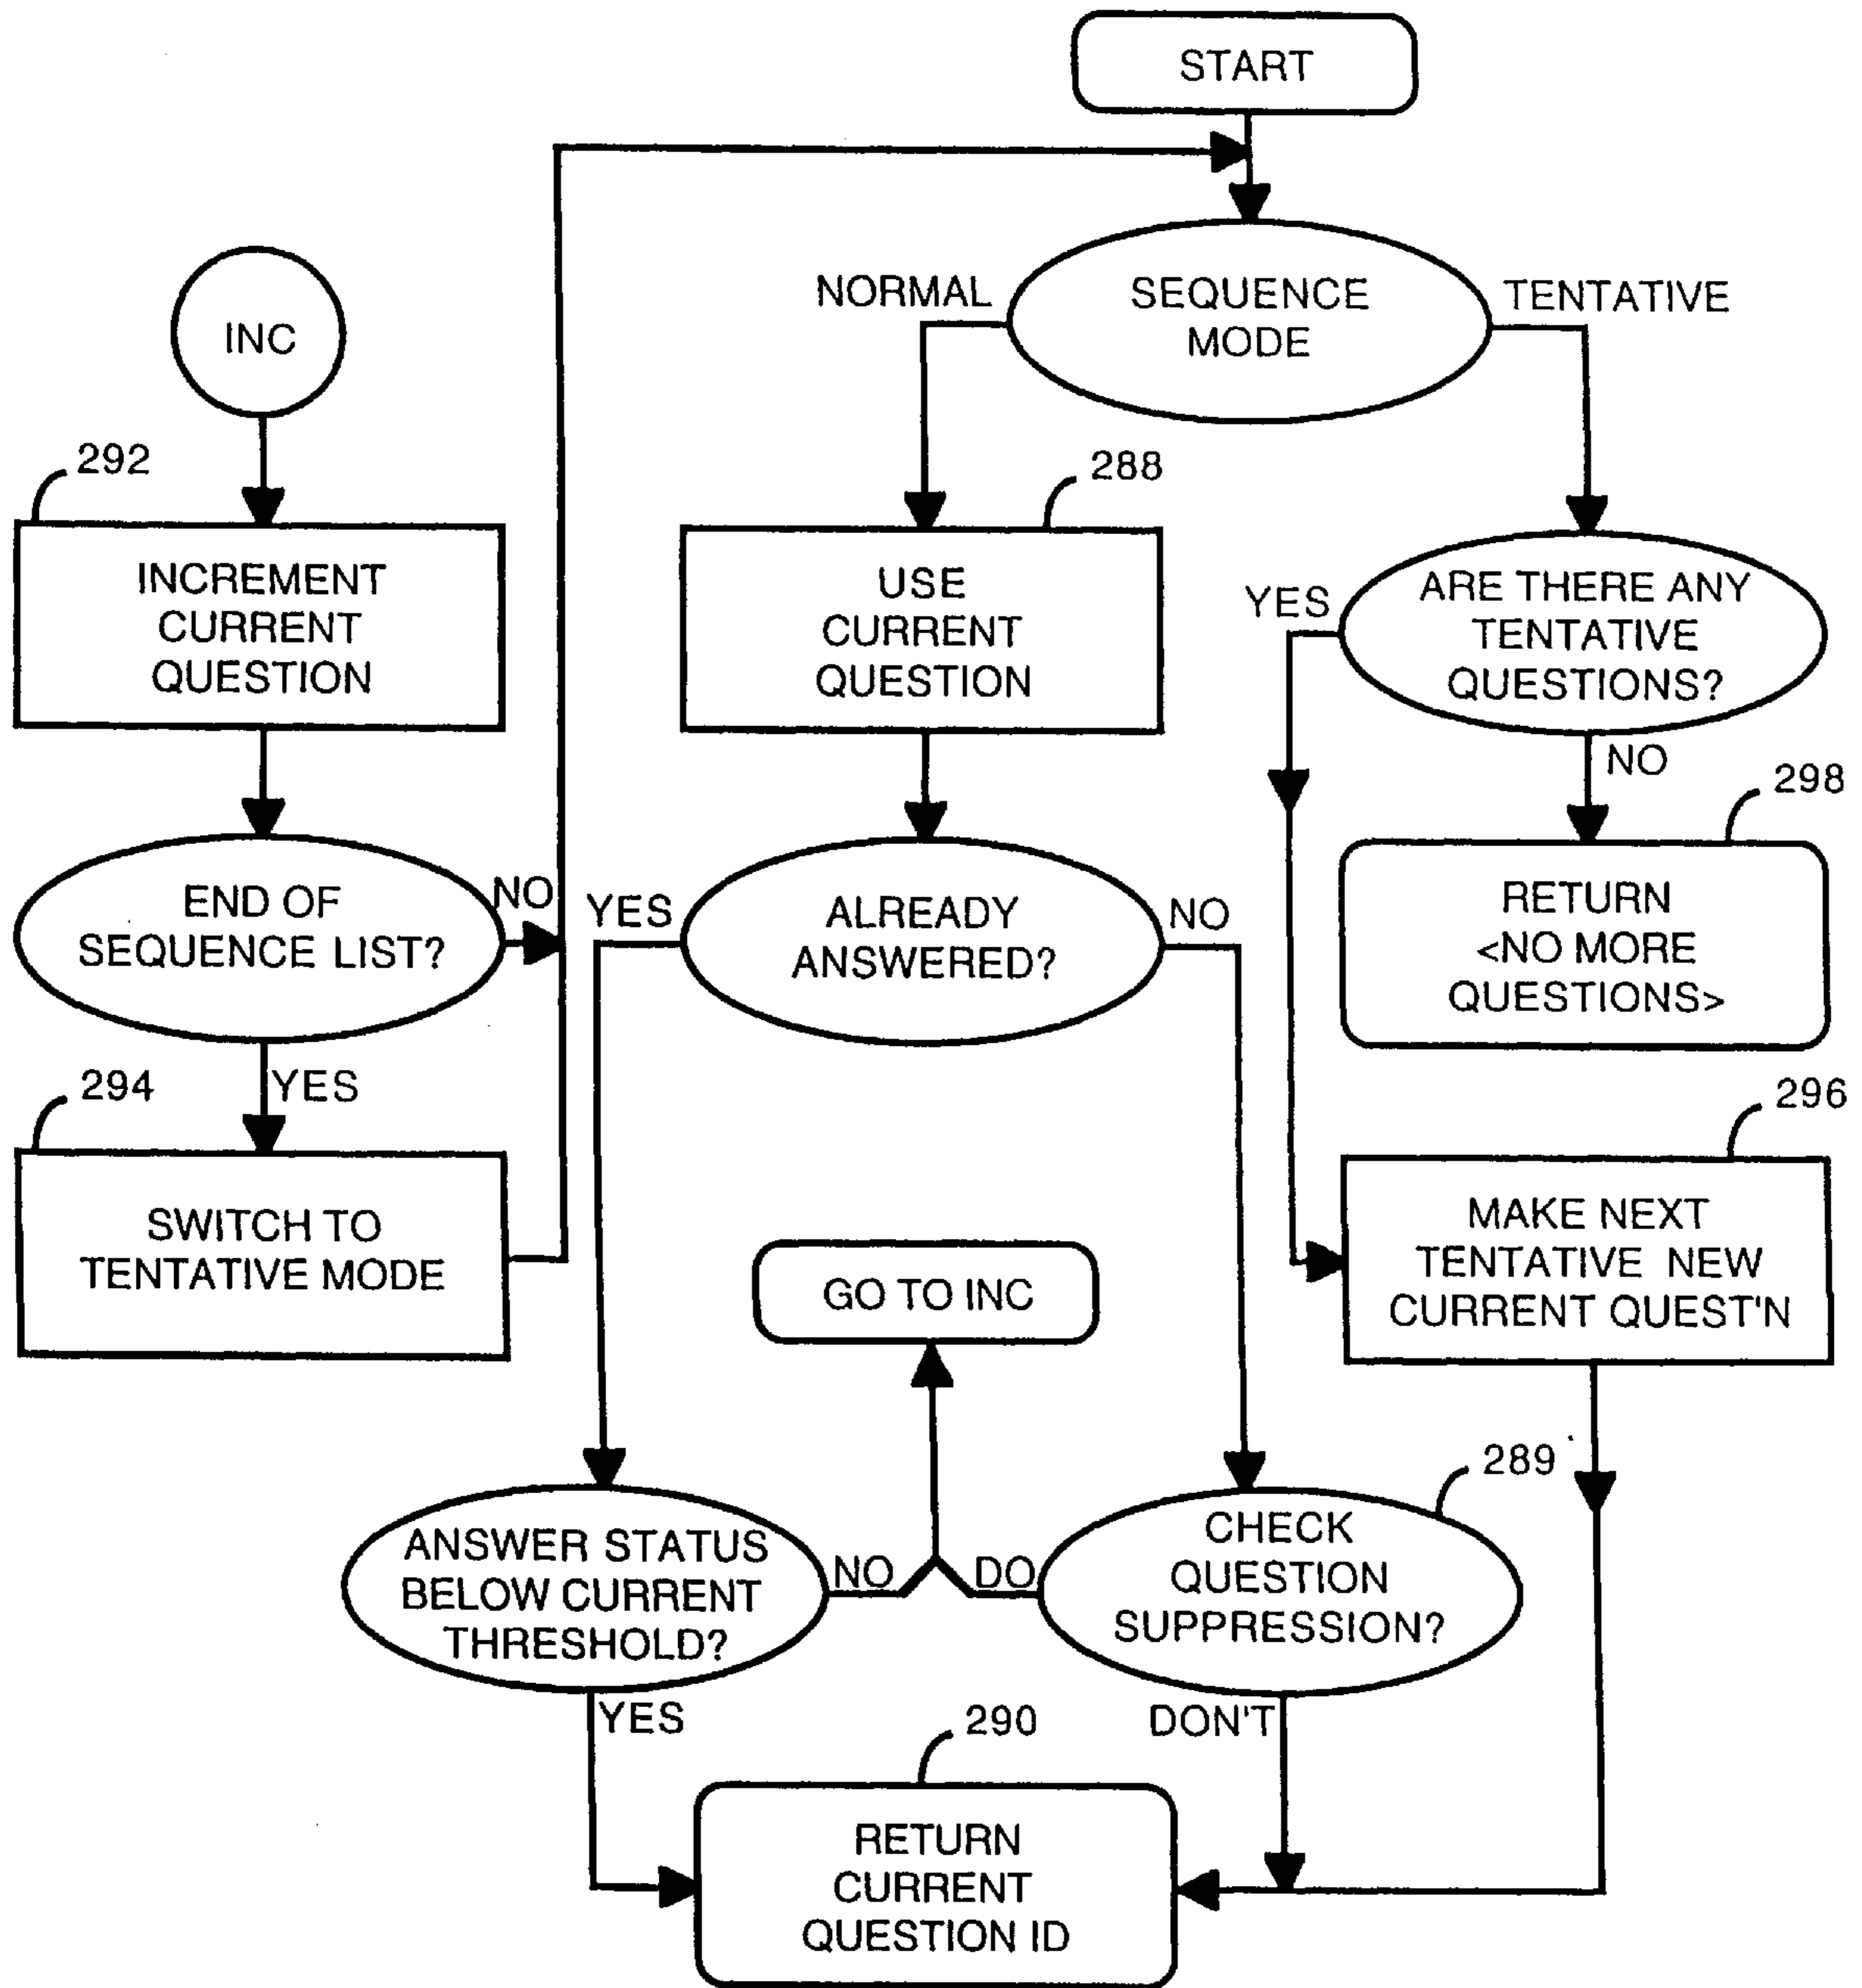 START
NORMAL
SEQUENCE
MODE
TENTATIVE
INC
292
INCREMENT
CURRENT
QUESTION
288
USE
CURRENT
QUESTION
YES
ARE THERE ANY
TENTATIVE
QUESTIONS?
NO
298
RETURN
<NO MORE
QUESTIONS>
END OF
SEQUENCE LIST?
NO
YES
ALREADY
ANSWERED?
NO
YES
294
SWITCH TO
TENTATIVE MODE
GO TO INC
296
MAKE NEXT
TENTATIVE NEW
CURRENT QUEST'N
ANSWER STATUS
BELOW CURRENT
THRESHOLD?
NO
DO
289
CHECK
QUESTION
SUPPRESSION?
YES
DON'T
290
RETURN
CURRENT
QUESTION ID